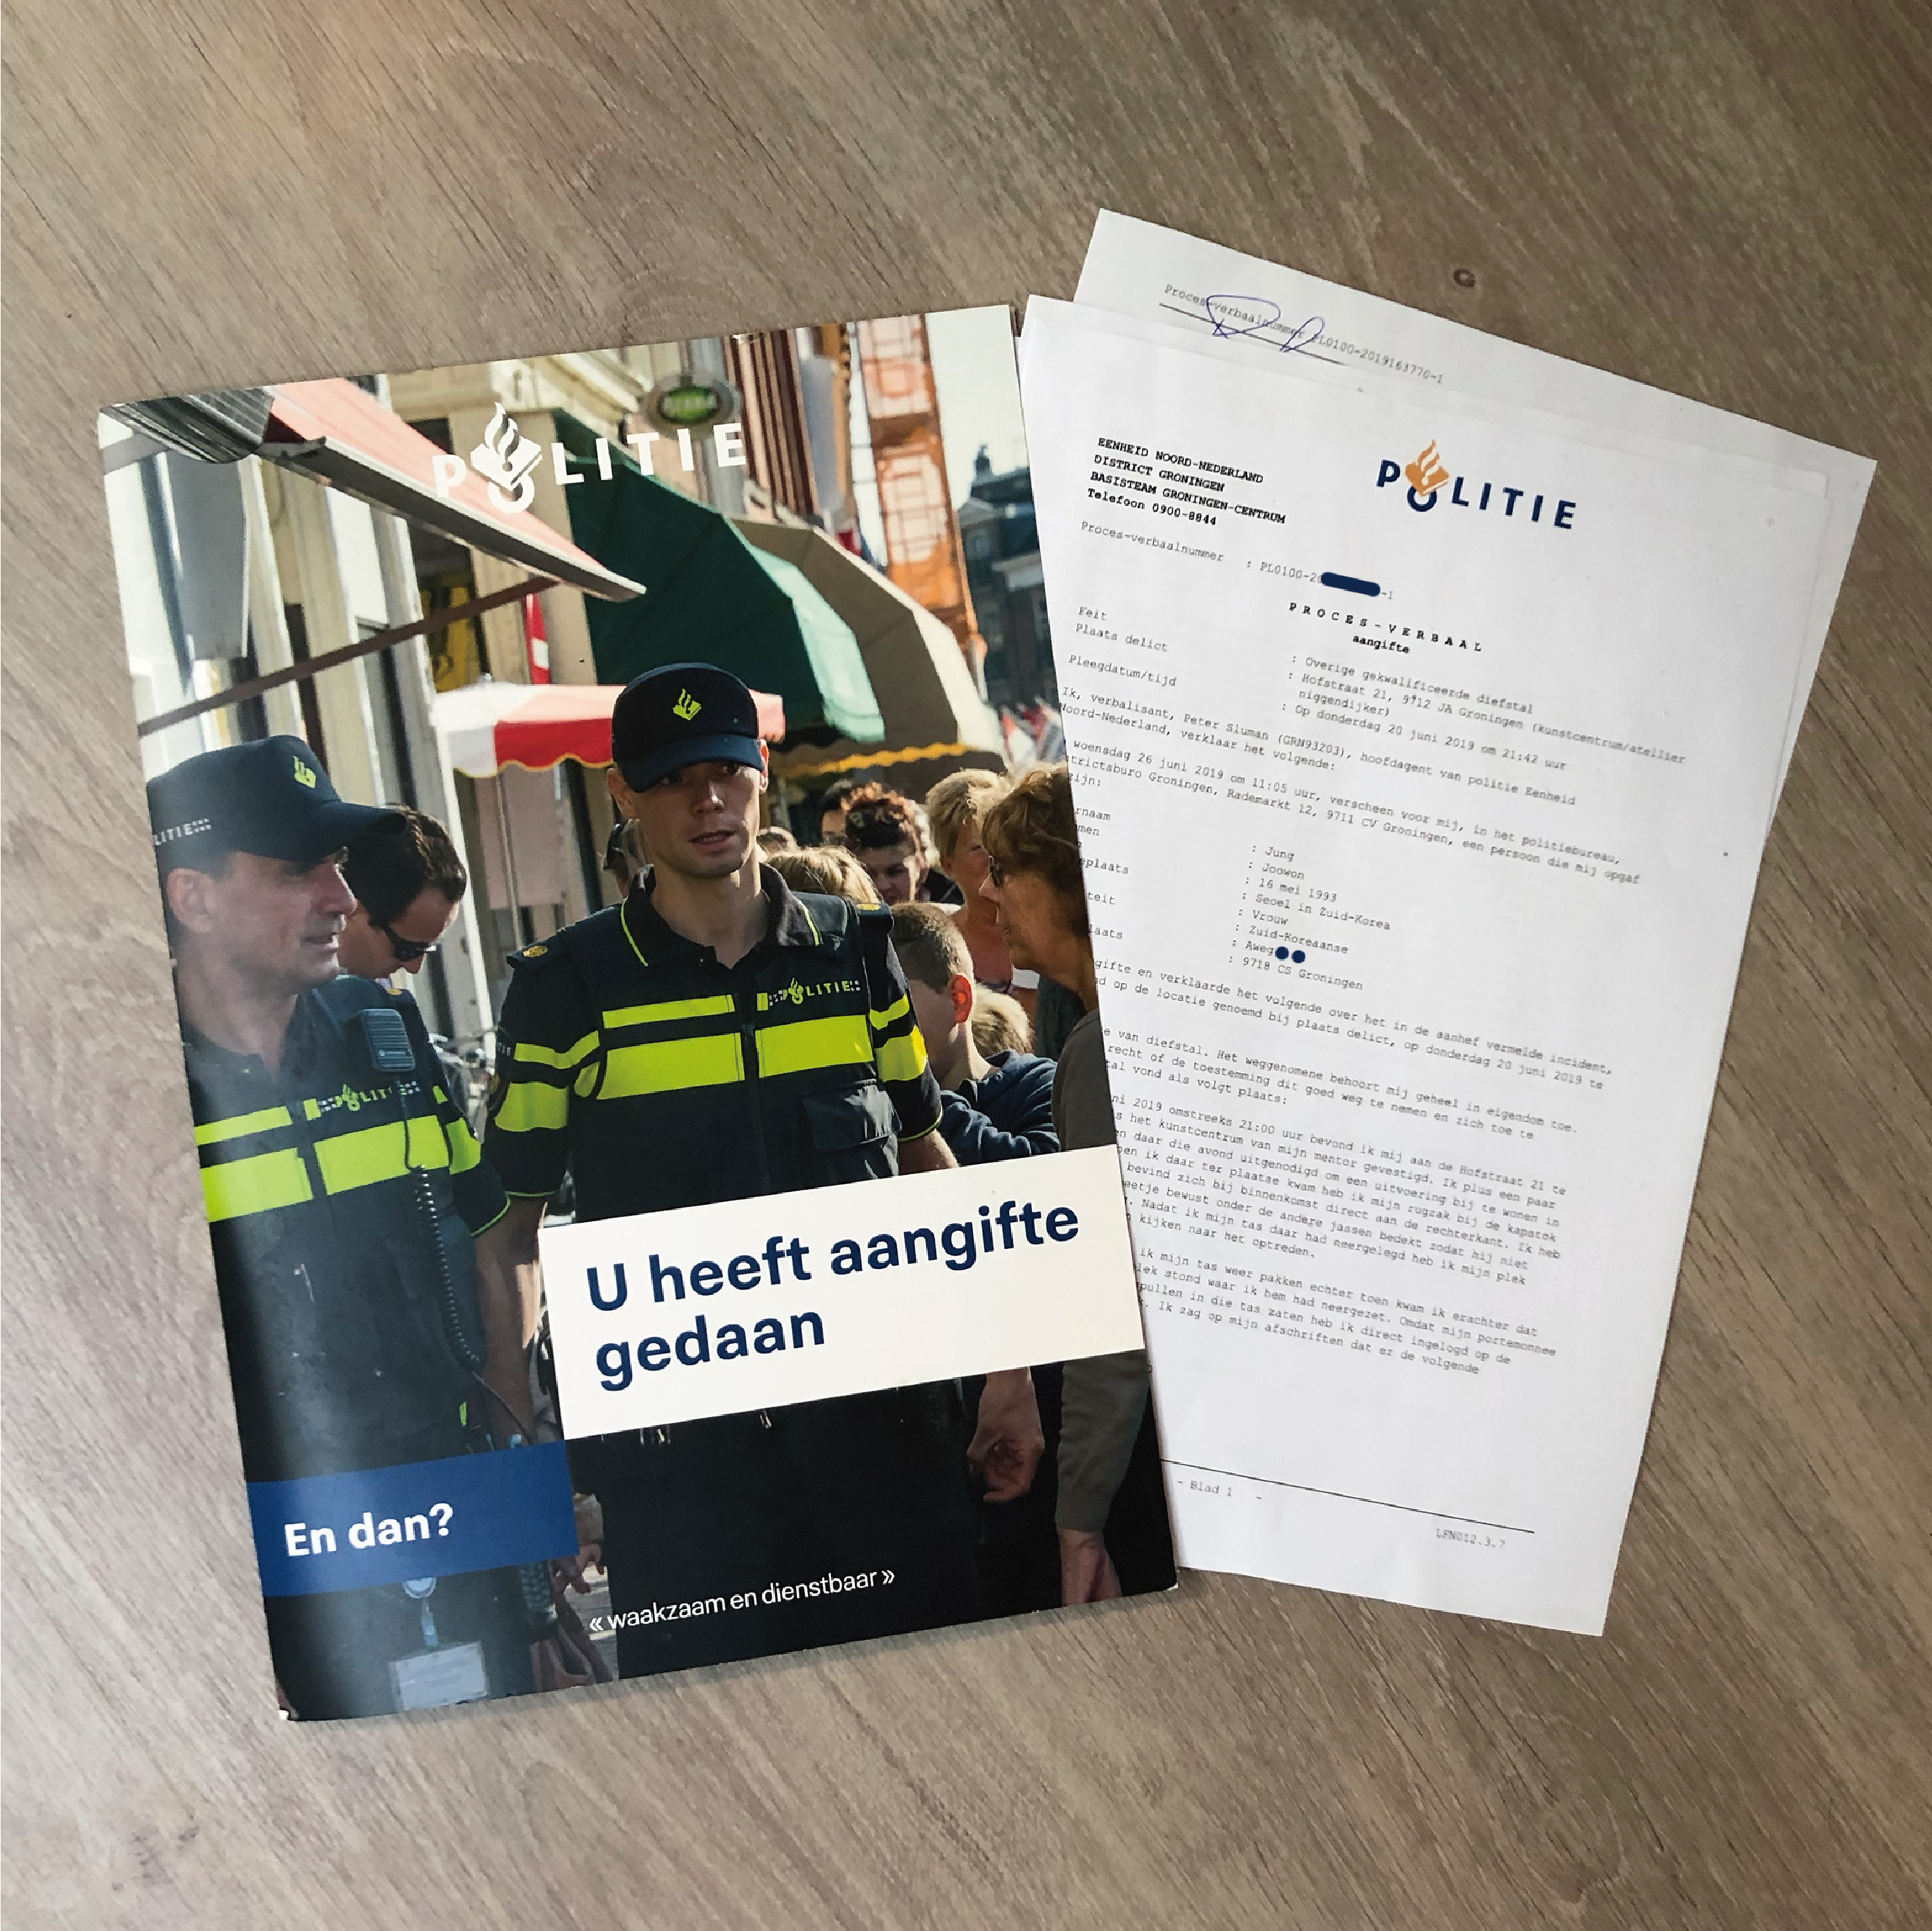 POLITIE
POLITIE
POLITIE
U heeft aangifte
gedaan
En dan?
« waakzaam en dienstbaar »
Proces-verbaalnummer PL0100-2019163770-1
EENHEID NOORD-NEDERLAND
DISTRICT GRONINGEN
BASISTEAM GRONINGEN-CENTRUM
Telefoon 0900-8844
POLITIE
Proces-verbaalnummer : PL0100-20 -1
PROCES-VERBAAL
aangifte
Feit : Overige gekwalificeerde diefstal
Plaats delict : Hofstraat 21, 9712 JA Groningen (kunstcentrum/atellier
niggendijker)
Pleegdatum/tijd : Op donderdag 20 juni 2019 om 21:42 uur
Ik, verbalisant, Peter Sluman (GRN93203), hoofdagent van politie Eenheid
Noord-Nederland, verklaar het volgende:
woensdag 26 juni 2019 om 11:05 uur, verscheen voor mij, in het politiebureau,
strictsburo Groningen, Rademarkt 12, 9711 CV Groningen, een persoon die mij opgaf
zijn:
rnaam : Jung
men : Joowon
: 16 mei 1993
eplaats : Seoel in Zuid-Korea
: Vrouw
teit : Zuid-Koreaanse
: Aweg
laats : 9718 CS Groningen
gifte en verklaarde het volgende over het in de aanhef vermelde incident,
d op de locatie genoemd bij plaats delict, op donderdag 20 juni 2019 te
e van diefstal. Het weggenomene behoort mij geheel in eigendom toe.
recht of de toestemming dit goed weg te nemen en zich toe te
tal vond als volgt plaats:
ni 2019 omstreeks 21:00 uur bevond ik mij aan de Hofstraat 21 te
s het kunstcentrum van mijn mentor gevestigd. Ik plus een paar
n daar die avond uitgenodigd om een uitvoering bij te wonen in
oen ik daar ter plaatse kwam heb ik mijn rugzak bij de kapstok
bevind zich bij binnenkomst direct aan de rechterkant. Ik heb
eetje bewust onder de andere jassen bedekt zodat hij niet
. Nadat ik mijn tas daar had neergelegd heb ik mijn plek
n kijken naar het optreden.
ik mijn tas weer pakken echter toen kwam ik erachter dat
lek stond waar ik hem had neergezet. Omdat mijn portemonnee
pullen in die tas zaten heb ik direct ingelogd op de
. Ik zag op mijn afschriften dat er de volgende
- Blad 1 -
LFN012.3.7